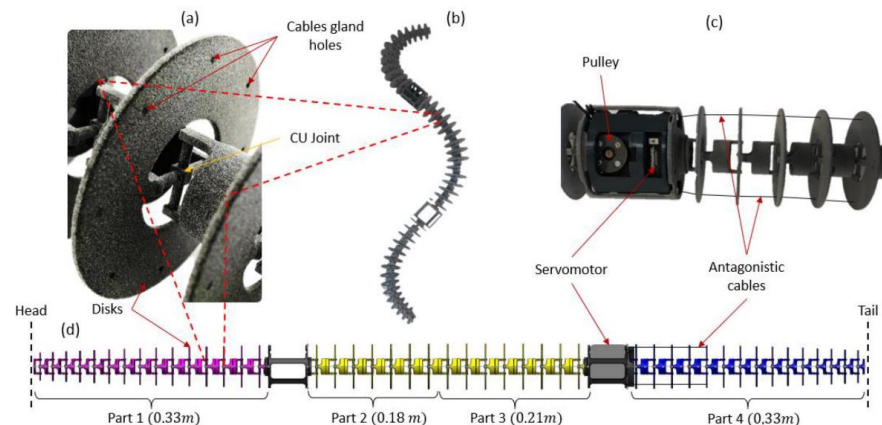 (a)
(b)
(c)
Cables gland
holes
Pulley
CU Joint
Servomotor
Antagonistic
cables
Disks
Head
Tail
(d)
Part 1 (0.33m)
Part 2 (0.18 m)
Part 3 (0.21m)
Part 4 (0,33m)